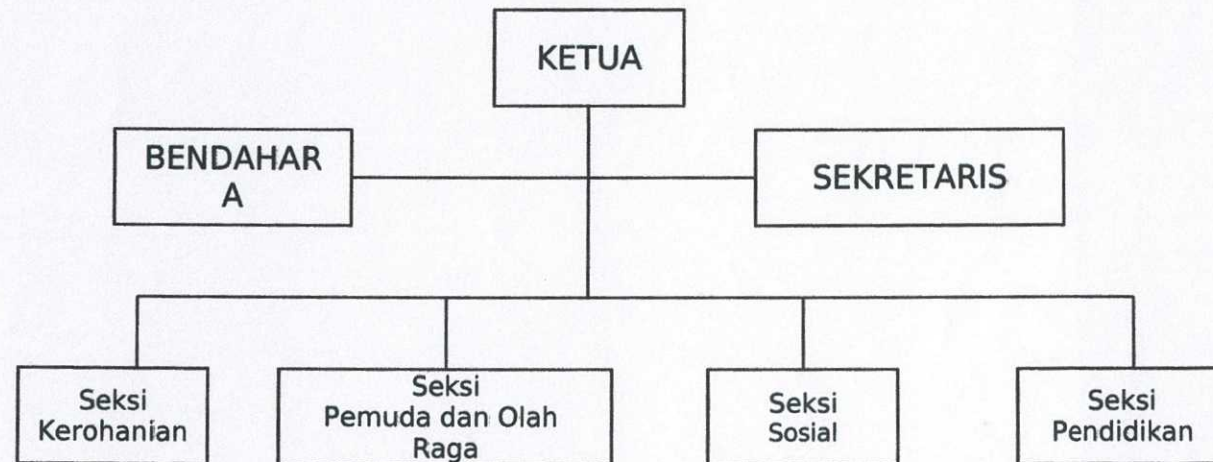 KETUA
BENDAHAR
A
SEKRETARIS
Seksi
Kerohanian
Seksi
Pemuda dan Olah
Raga
Seksi
Sosial
Seksi
Pendidikan